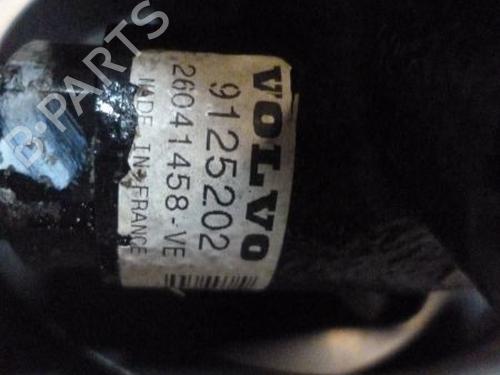 VOLVO
9125202
26041458-VE
MADE IN FRANCE
B-PARTS